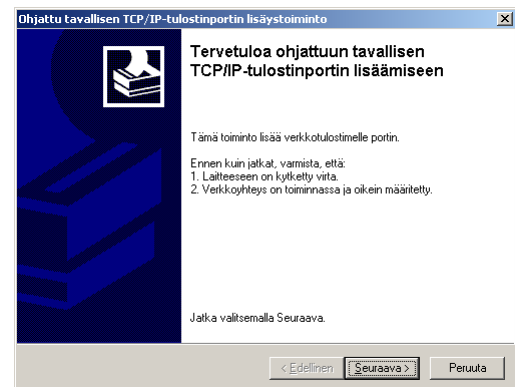 Ohjattu tavallisen TCP/IP-tulostinportin lisäystoiminto
Tervetuloa ohjattuun tavallisen
TCP/IP-tulostinportin lisäämiseen
Tämä toiminto lisää verkkotulostimelle portin.
Ennen kuin jatkat, varmista, että:
1. Laitteeseen on kytketty virta.
2. Verkkoyhteys on toiminnassa ja oikein määritetty.
Jatka valitsemalla Seuraava.
< Edellinen Seuraava > Peruuta